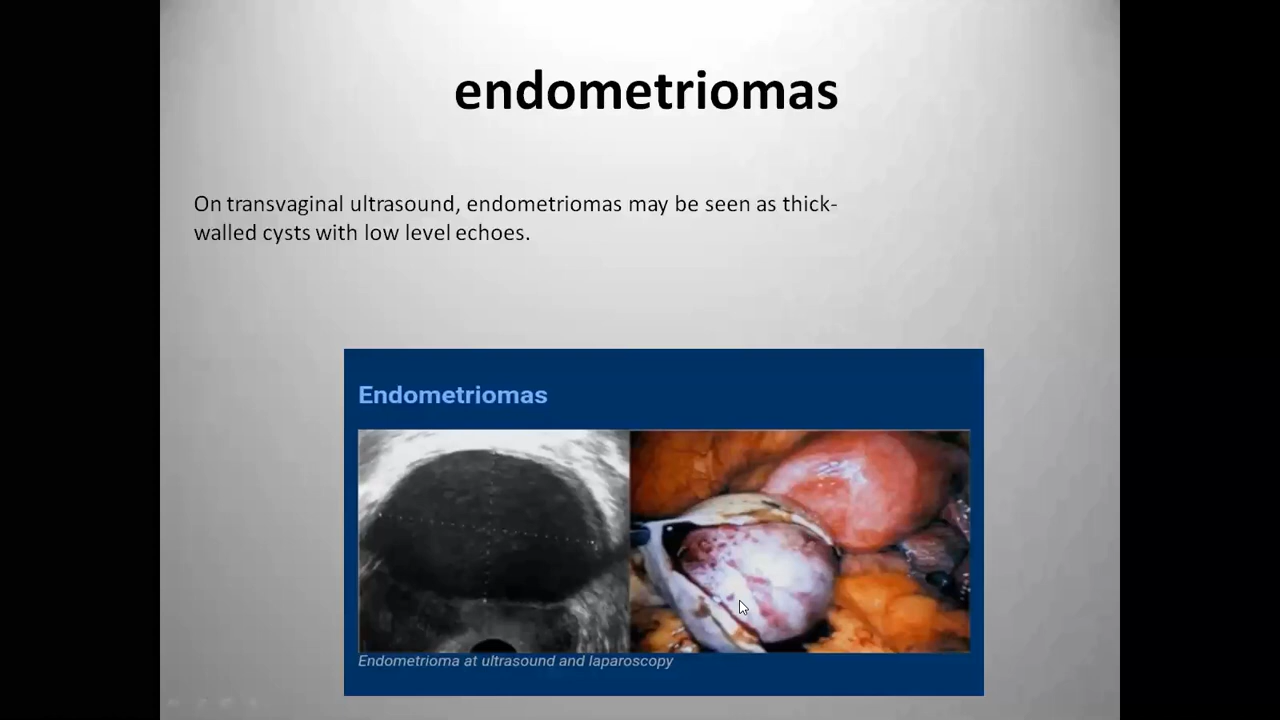 endometriomas
On transvaginal ultrasound, endometriomas may be seen as thick-
walled cysts with low level echoes.
Endometriomas
Endometrioma at ultrasound and laparoscopy